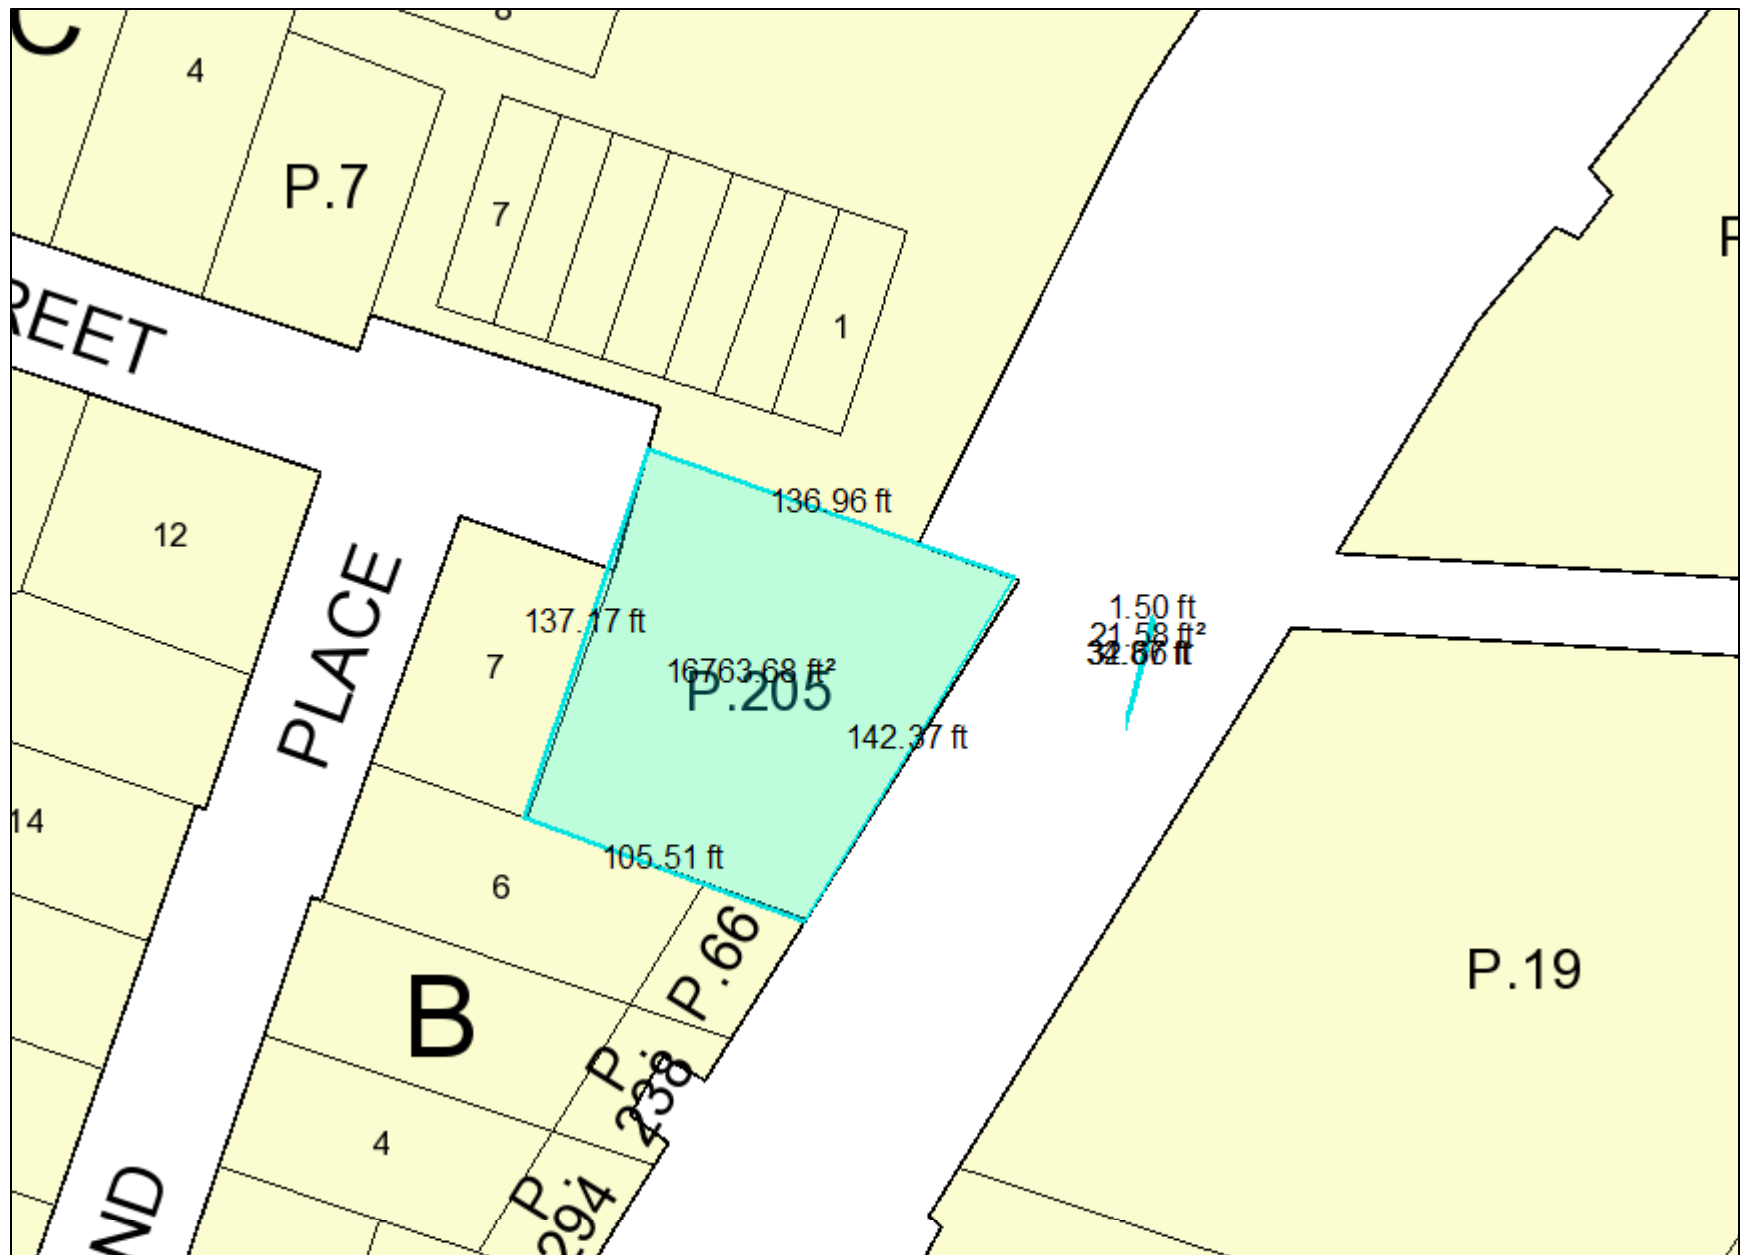 C
4
8
P.7
7
1
P
REET
136.96 ft
12
PLACE
1.50 ft
137.17 ft
21.58 ft²
7
16763.68 ft²
P.205
142.37 ft
14
105.51 ft
6
P.66
P.19
B
P.
238
4
P.
294
ND